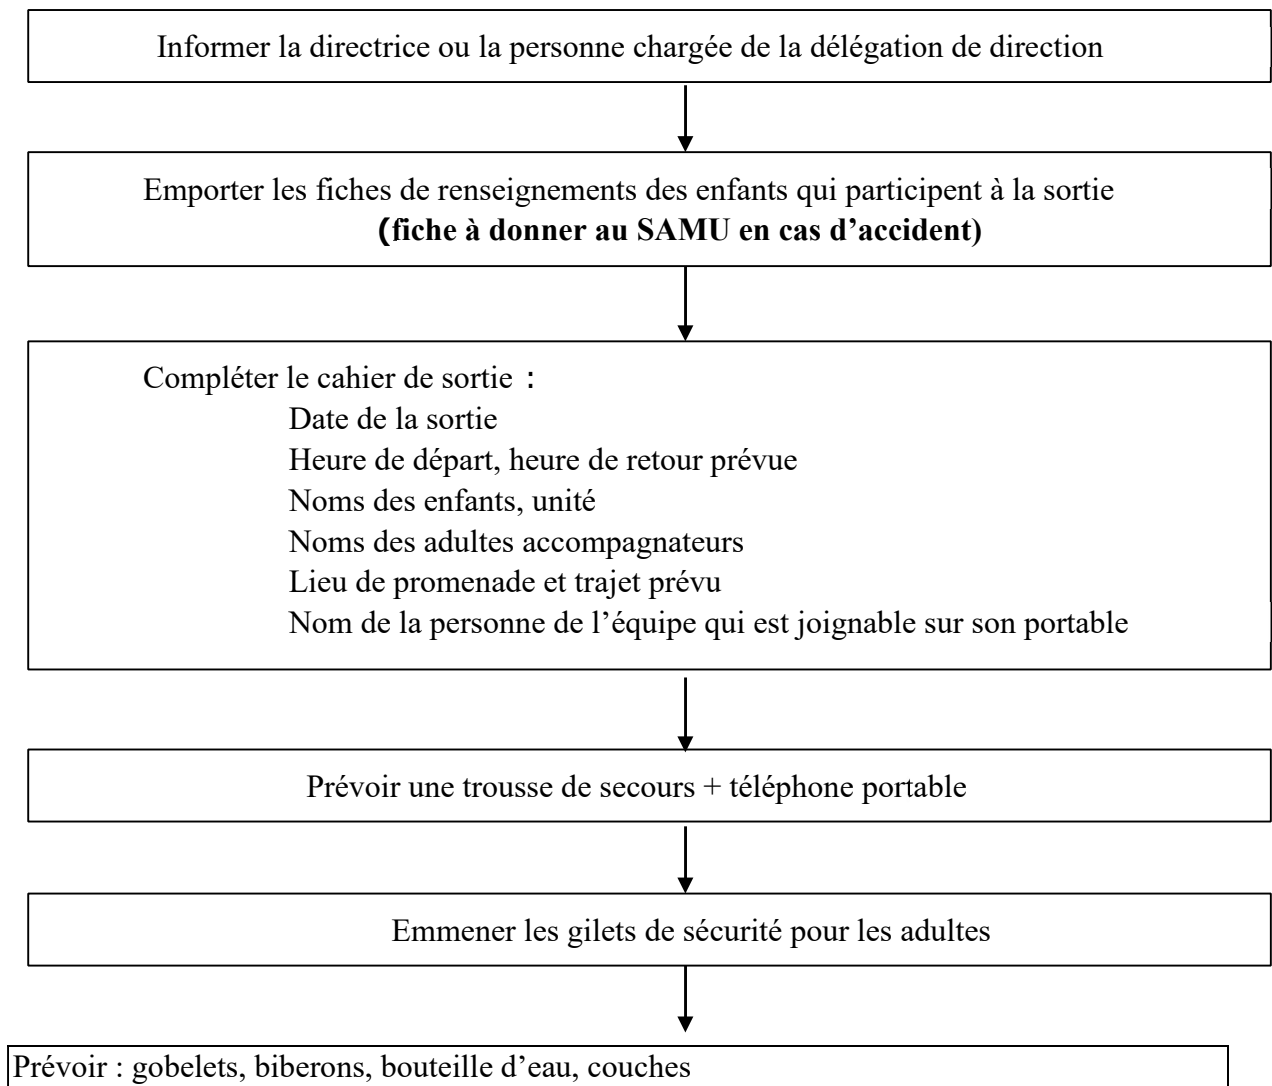 Informer la directrice ou la personne chargée de la délégation de direction
Emporter les fiches de renseignements des enfants qui participent à la sortie
(fiche à donner au SAMU en cas d’accident)
Compléter le cahier de sortie :
Date de la sortie
Heure de départ, heure de retour prévue
Noms des enfants, unité
Noms des adultes accompagnateurs
Lieu de promenade et trajet prévu
Nom de la personne de l’équipe qui est joignable sur son portable
Prévoir une trousse de secours + téléphone portable
Emmener les gilets de sécurité pour les adultes
Prévoir : gobelets, biberons, bouteille d’eau, couches